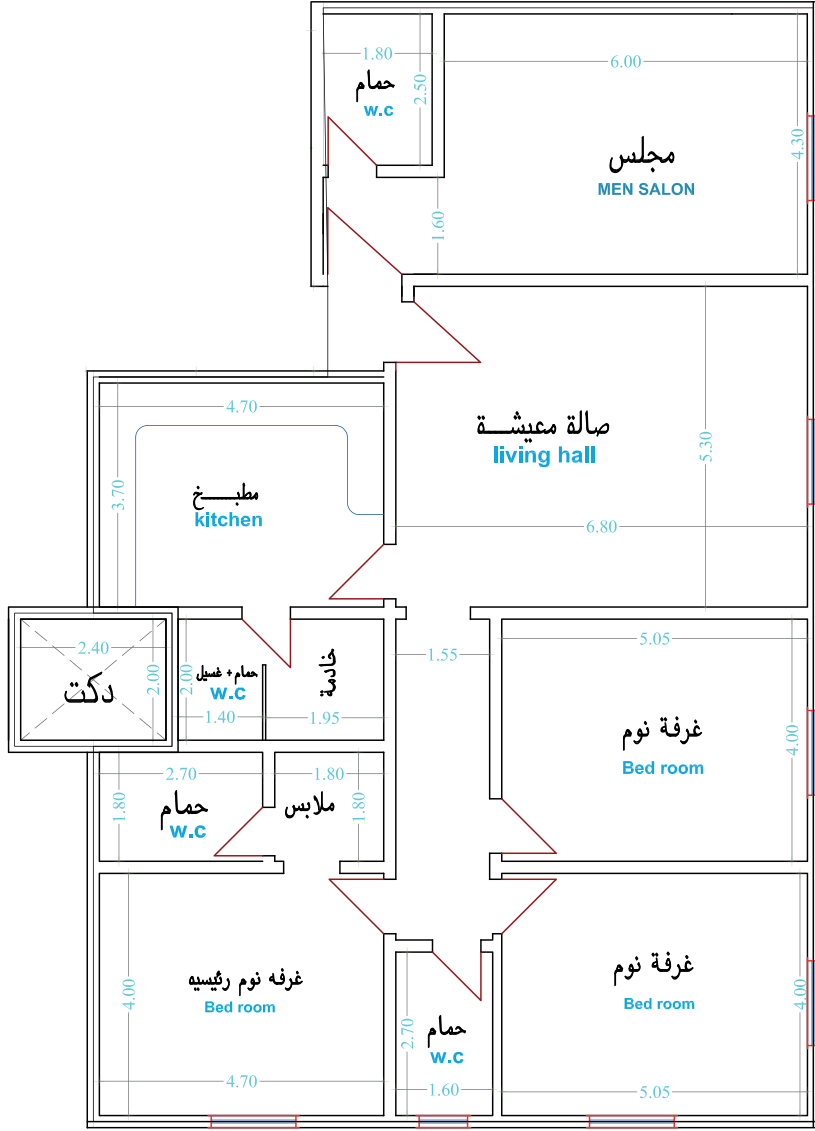 1.80
حمام
w.c
2.50
6.00
مجلس
MEN SALON
4.30
1.60
4.70
3.70
مطبــــخ
kitchen
صالة معيشـــة
living hall
5.30
6.80
2.40
دكت
2.00
2.00
حمام+ غسيل
w.c
1.40
خادمة
1.95
1.55
5.05
غرفة نوم
Bed room
4.00
2.70
1.80
حمام
w.c
1.80
ملابس
1.80
4.00
غرفه نوم رئيسيه
Bed room
4.70
2.70
حمام
w.c
1.60
غرفة نوم
Bed room
4.00
5.05